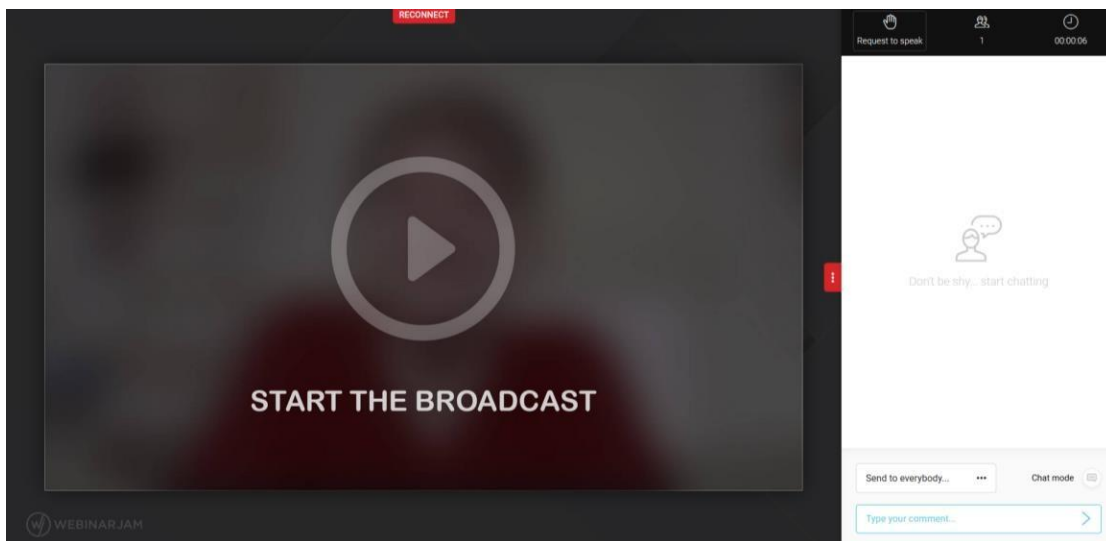 RECONNECT
Request to speak
1
00:00:06
START THE BROADCAST
Don't be shy... start chatting
Send to everybody...
Chat mode
Type your comment...
WEBINARJAM